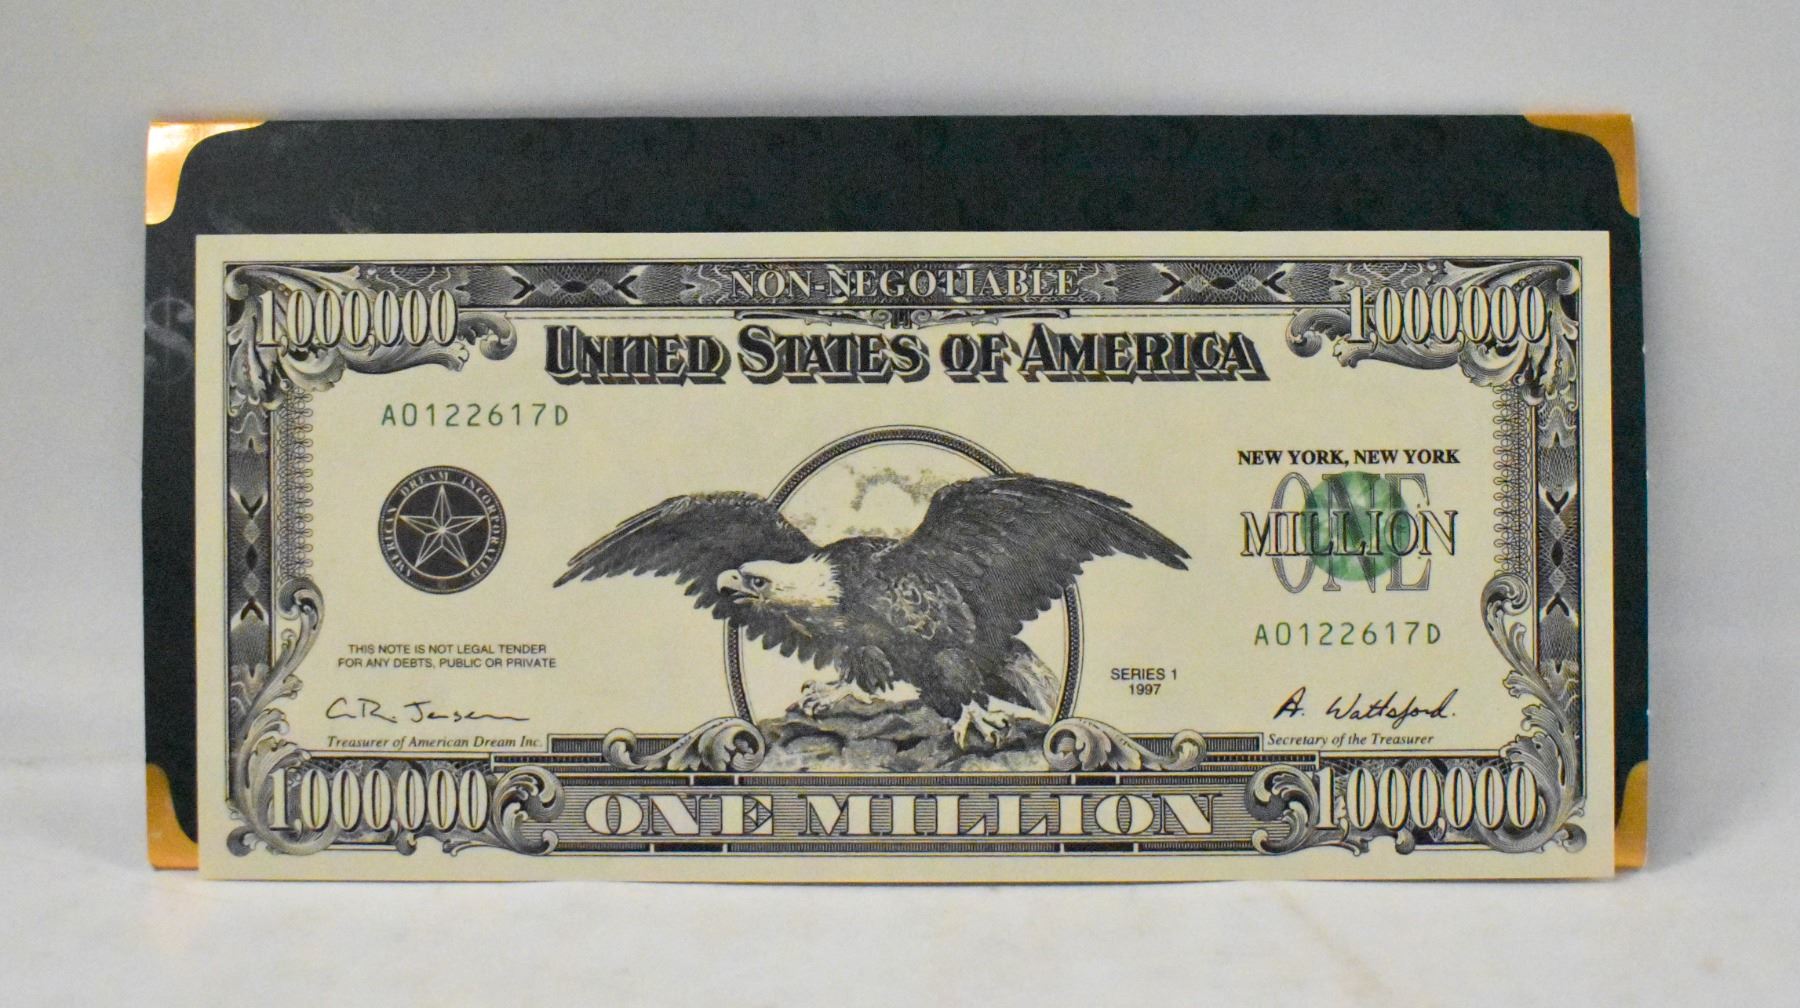 NON-NEGOTIABLE
1,000,000
1,000,000
UNITED STATES OF AMERICA
A0122617D
NEW YORK, NEW YORK
ONE
MILLION
AMERICAN DREAM INCORPORATED
A0122617D
THIS NOTE IS NOT LEGAL TENDER
FOR ANY DEBTS, PUBLIC OR PRIVATE
SERIES 1
1997
C.R. Jensen
A. Wattsford.
Treasurer of American Dream Inc.
Secretary of the Treasurer
1,000,000
ONE MILLION
1,000,000
$